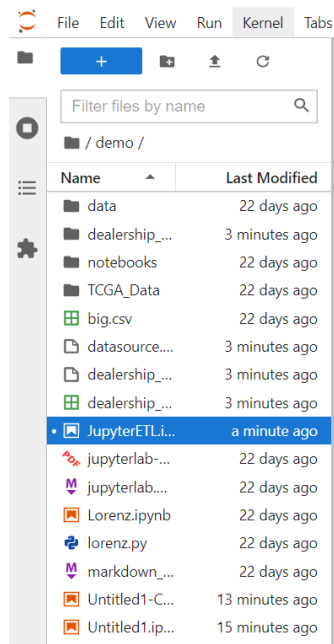 File Edit View Run Kernel Tabs
+
Filter files by name
/ demo /
Name Last Modified
data 22 days ago
dealership_... 3 minutes ago
notebooks 22 days ago
TCGA_Data 22 days ago
big.csv 22 days ago
datasource.... 3 minutes ago
dealership_... 3 minutes ago
dealership_... 3 minutes ago
JupyterETL.i... a minute ago
PDF jupyterlab-... 22 days ago
M jupyterlab.... 22 days ago
Lorenz.ipynb 22 days ago
lorenz.py 22 days ago
M markdown_... 22 days ago
Untitled1-C... 13 minutes ago
Untitled1.ip... 15 minutes ago